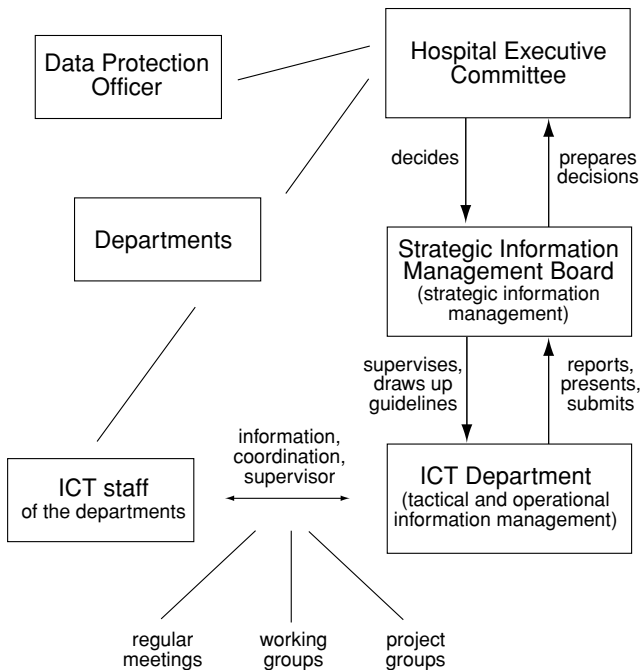 Data Protection
Officer
Hospital Executive
Committee
decides
prepares
decisions
Departments
Strategic Information
Management Board
(strategic information
management)
supervises,
draws up
guidelines
reports,
presents,
submits
information,
coordination,
supervisor
ICT staff
of the departments
ICT Department
(tactical and operational
information management)
regular
meetings
working
groups
project
groups